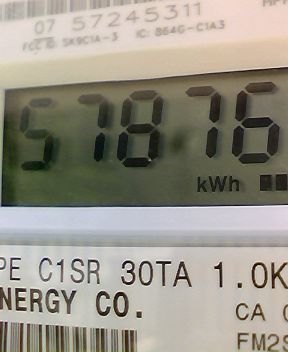 07 57245311
FCC ID: SK9C1A-3 IC: 864G-C1A3
57876
kWh
PE C1SR 30TA 1.0K
NERGY CO.
CA
FM2S